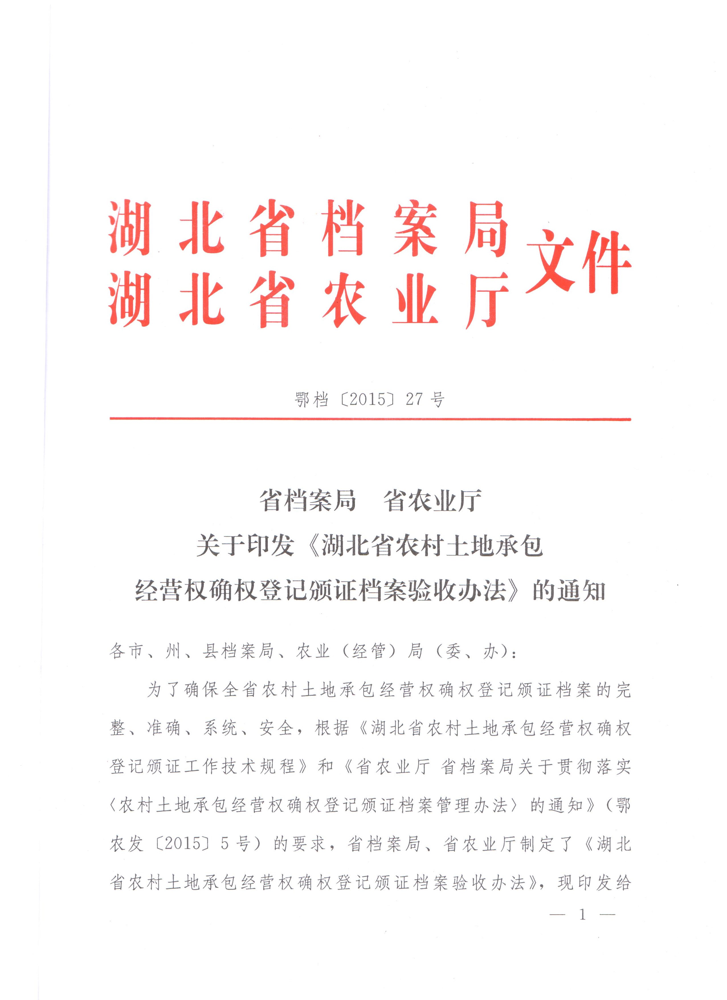 湖北省档案局
湖北省农业厅
文件
鄂档〔2015〕27 号
省档案局　省农业厅
关于印发《湖北省农村土地承包
经营权确权登记颁证档案验收办法》的通知
各市、州、县档案局、农业（经管）局（委、办）：
为了确保全省农村土地承包经营权确权登记颁证档案的完
整、准确、系统、安全，根据《湖北省农村土地承包经营权确权
登记颁证工作技术规程》和《省农业厅 省档案局关于贯彻落实
〈农村土地承包经营权确权登记颁证档案管理办法〉的通知》（鄂
农发〔2015〕5 号）的要求，省档案局、省农业厅制定了《湖北
省农村土地承包经营权确权登记颁证档案验收办法》，现印发给
— 1 —